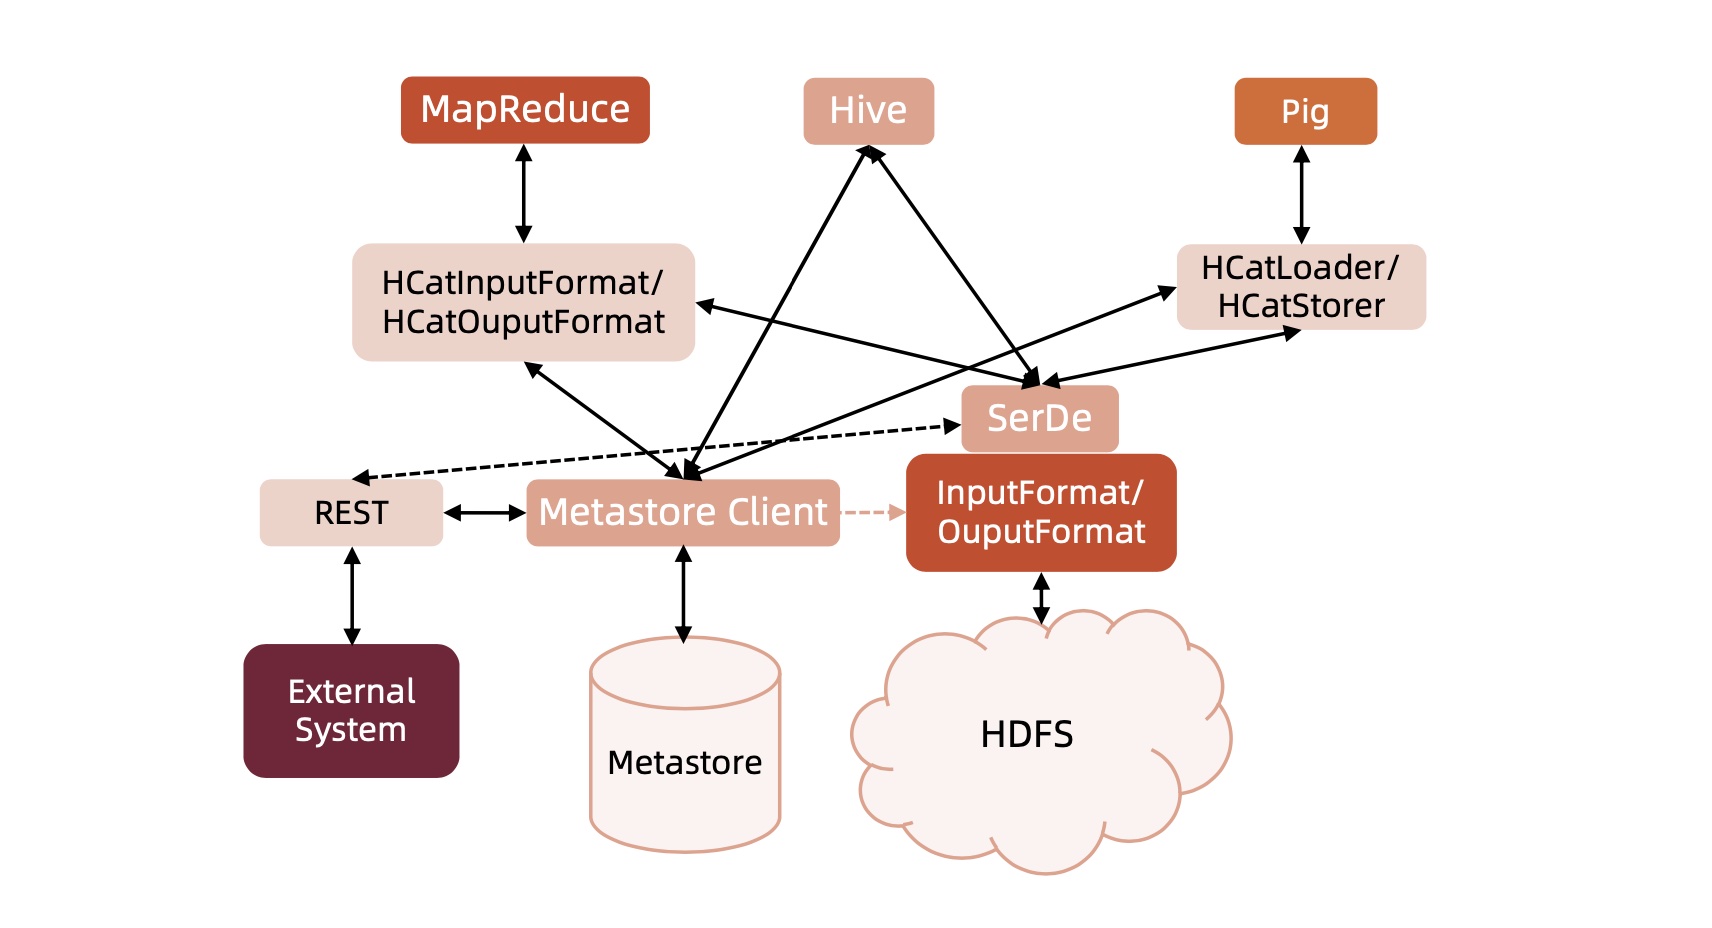 MapReduce
Hive
Pig
HCatInputFormat/
HCatOuputFormat
HCatLoader/
HCatStorer
SerDe
REST
Metastore Client
InputFormat/
OuputFormat
External
System
Metastore
HDFS